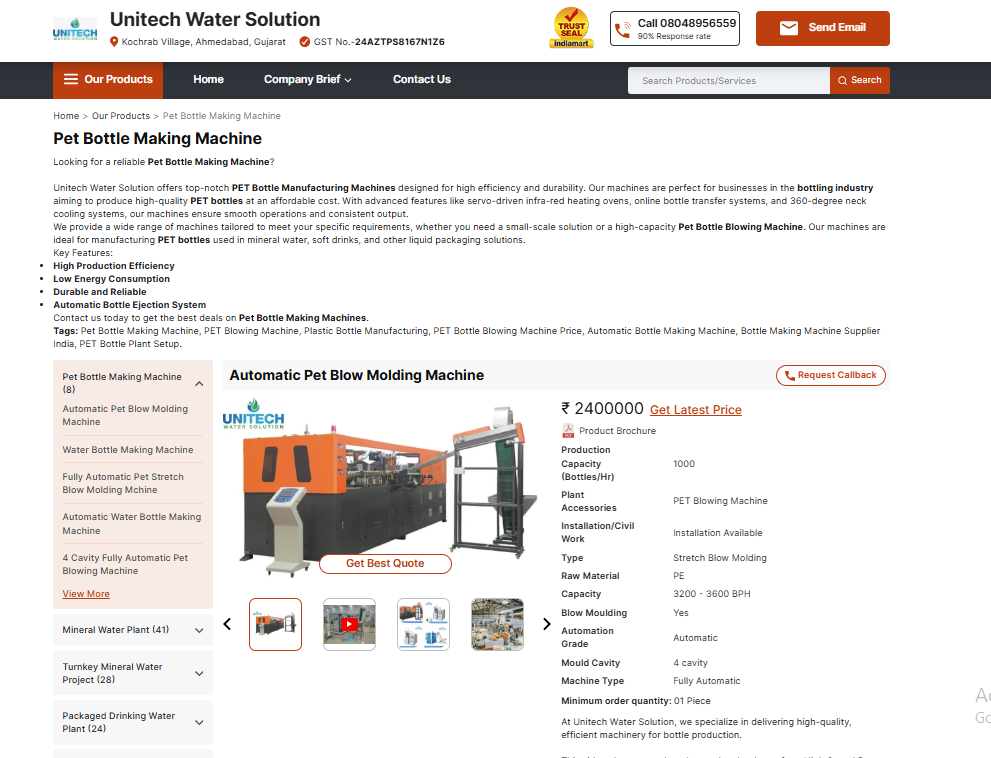 UNITECH
WATER SOLUTION
Unitech Water Solution
Kochrab Village, Ahmedabad, Gujarat
GST No.-24AZTPS8167N1Z6
TRUST
SEAL
indiamart
Call 08048956559
90% Response rate
Send Email
Our Products
Home
Company Brief
Contact Us
Search Products/Services
Search
Home > Our Products > Pet Bottle Making Machine
Pet Bottle Making Machine
Looking for a reliable Pet Bottle Making Machine?
Unitech Water Solution offers top-notch PET Bottle Manufacturing Machines designed for high efficiency and durability. Our machines are perfect for businesses in the bottling industry
aiming to produce high-quality PET bottles at an affordable cost. With advanced features like servo-driven infra-red heating ovens, online bottle transfer systems, and 360-degree neck
cooling systems, our machines ensure smooth operations and consistent output.
We provide a wide range of machines tailored to meet your specific requirements, whether you need a small-scale solution or a high-capacity Pet Bottle Blowing Machine. Our machines are
ideal for manufacturing PET bottles used in mineral water, soft drinks, and other liquid packaging solutions.
Key Features:
• High Production Efficiency
• Low Energy Consumption
• Durable and Reliable
• Automatic Bottle Ejection System
Contact us today to get the best deals on Pet Bottle Making Machines.
Tags: Pet Bottle Making Machine, PET Blowing Machine, Plastic Bottle Manufacturing, PET Bottle Blowing Machine Price, Automatic Bottle Making Machine, Bottle Making Machine Supplier
India, PET Bottle Plant Setup.
Pet Bottle Making Machine
(8)
Automatic Pet Blow Molding
Machine
Water Bottle Making Machine
Fully Automatic Pet Stretch
Blow Molding Mchine
Automatic Water Bottle Making
Machine
4 Cavity Fully Automatic Pet
Blowing Machine
View More
Mineral Water Plant (41)
Turnkey Mineral Water
Project (28)
Packaged Drinking Water
Plant (24)
Automatic Pet Blow Molding Machine
Request Callback
UNITECH
WATER SOLUTION
Get Best Quote
₹ 2400000 Get Latest Price
Product Brochure
Production
Capacity
(Bottles/Hr)
1000
Plant
Accessories
PET Blowing Machine
Installation/Civil
Work
Installation Available
Type
Stretch Blow Molding
Raw Material
PE
Capacity
3200 - 3600 BPH
Blow Moulding
Yes
Automation
Grade
Automatic
Mould Cavity
4 cavity
Machine Type
Fully Automatic
Minimum order quantity: 01 Piece
At Unitech Water Solution, we specialize in delivering high-quality,
efficient machinery for bottle production.